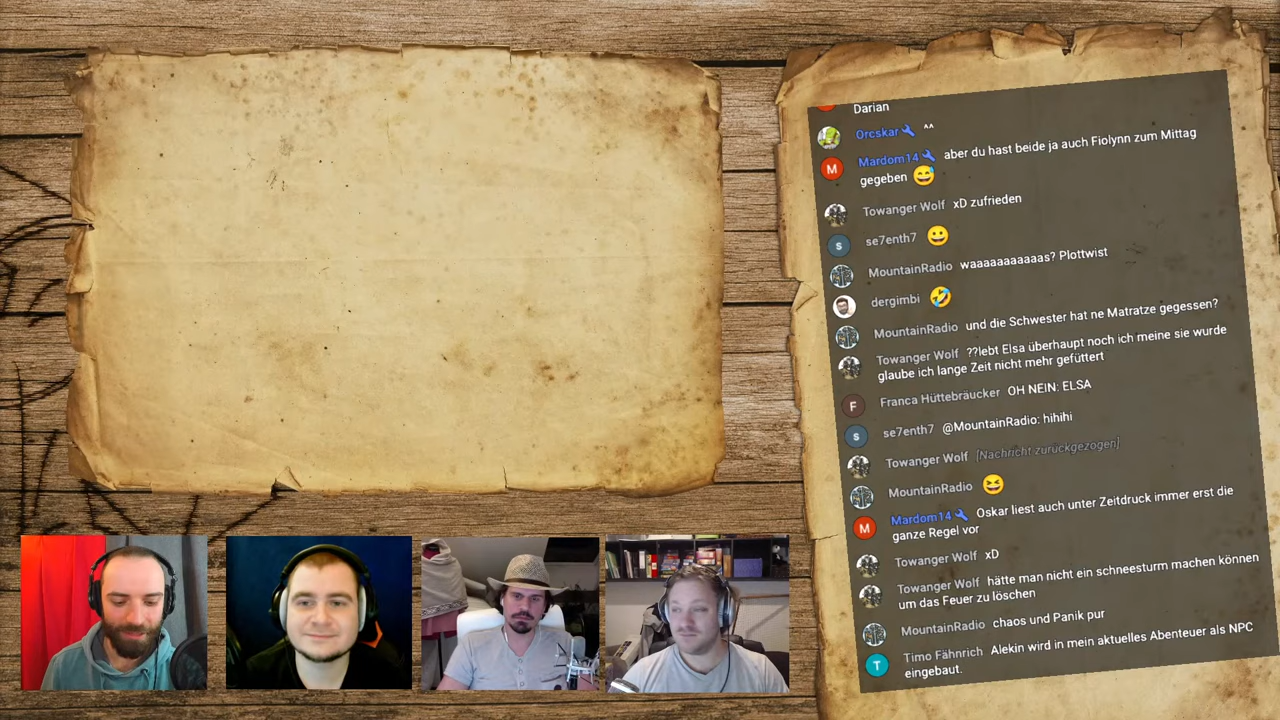 Darian
Orcskar ^^
M Mardom14 aber du hast beide ja auch Fiolynn zum Mittag
gegeben 😅
Towanger Wolf xD zufrieden
s se7enth7 😀
MountainRadio waaaaaaaaaaas? Plottwist
dergimbi 🤣
MountainRadio und die Schwester hat ne Matratze gegessen?
Towanger Wolf ??lebt Elsa überhaupt noch ich meine sie wurde
glaube ich lange Zeit nicht mehr gefüttert
F Franca Hüttebräucker OH NEIN: ELSA
s se7enth7 @MountainRadio: hihihi
Towanger Wolf [Nachricht zurückgezogen]
MountainRadio 😆
M Mardom14 Oskar liest auch unter Zeitdruck immer erst die
ganze Regel vor
Towanger Wolf xD
Towanger Wolf hätte man nicht ein schneesturm machen können
um das Feuer zu löschen
MountainRadio chaos und Panik pur
T Timo Fähnrich Alekin wird in mein aktuelles Abenteuer als NPC
eingebaut.